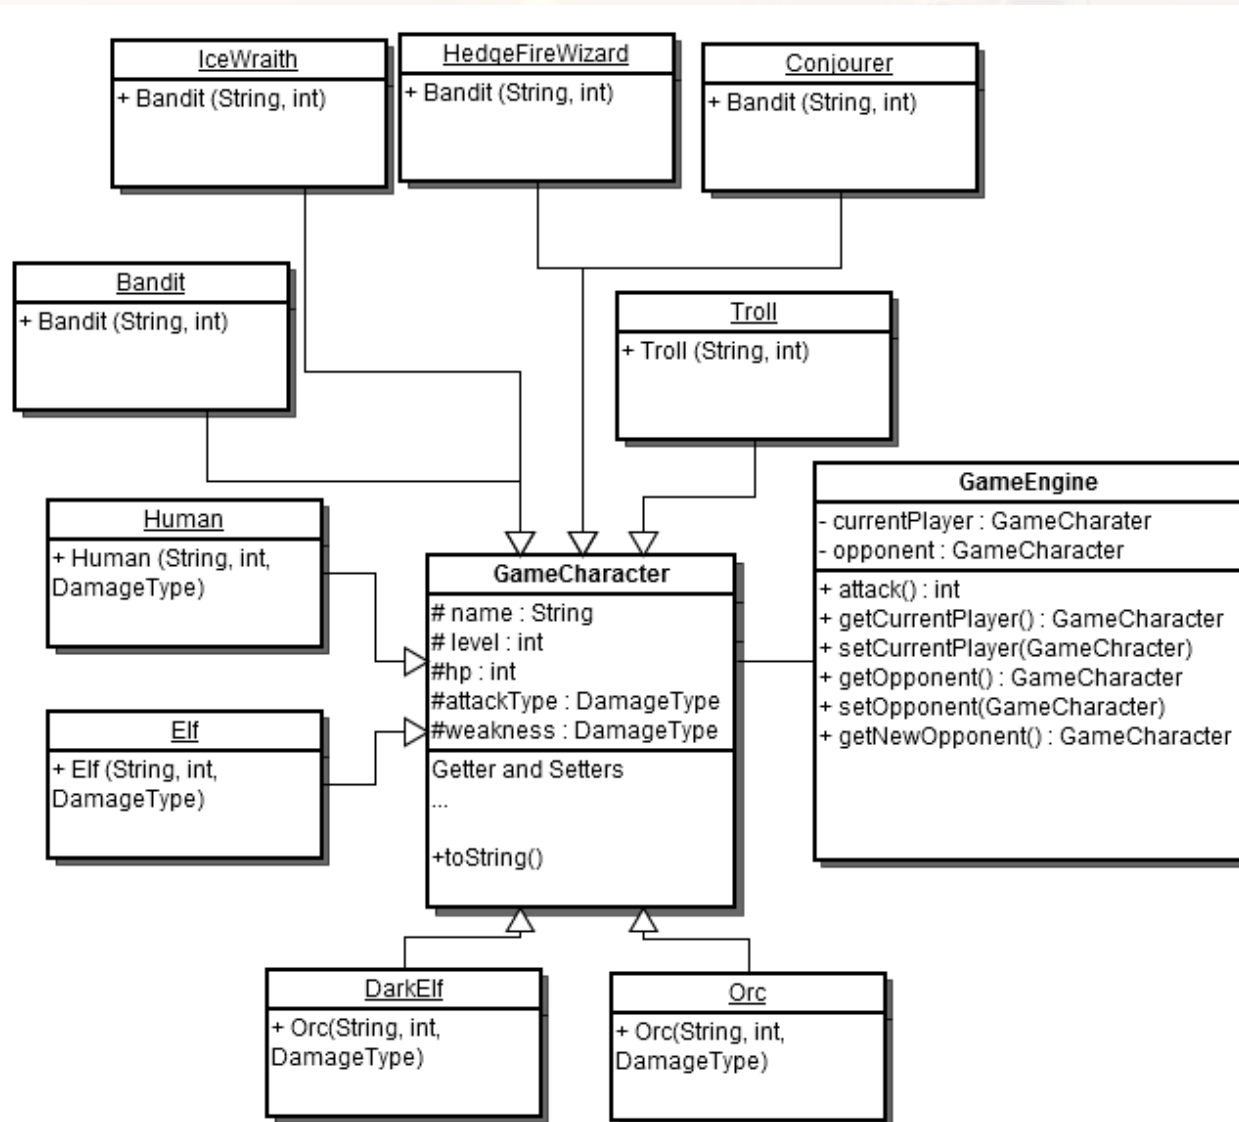 IceWraith
+ Bandit (String, int)
HedgeFireWizard
+ Bandit (String, int)
Conjourer
+ Bandit (String, int)
Bandit
+ Bandit (String, int)
Troll
+ Troll (String, int)
Human
+ Human (String, int,
DamageType)
Elf
+ Elf (String, int,
DamageType)
GameCharacter
# name : String
# level : int
#hp : int
#attackType : DamageType
#weakness : DamageType
Getter and Setters
...
+toString()
GameEngine
- currentPlayer : GameCharater
- opponent : GameCharacter
+ attack() : int
+ getCurrentPlayer() : GameCharacter
+ setCurrentPlayer(GameChracter)
+ getOpponent() : GameCharacter
+ setOpponent(GameCharacter)
+ getNewOpponent() : GameCharacter
DarkElf
+ Orc(String, int,
DamageType)
Orc
+ Orc(String, int,
DamageType)